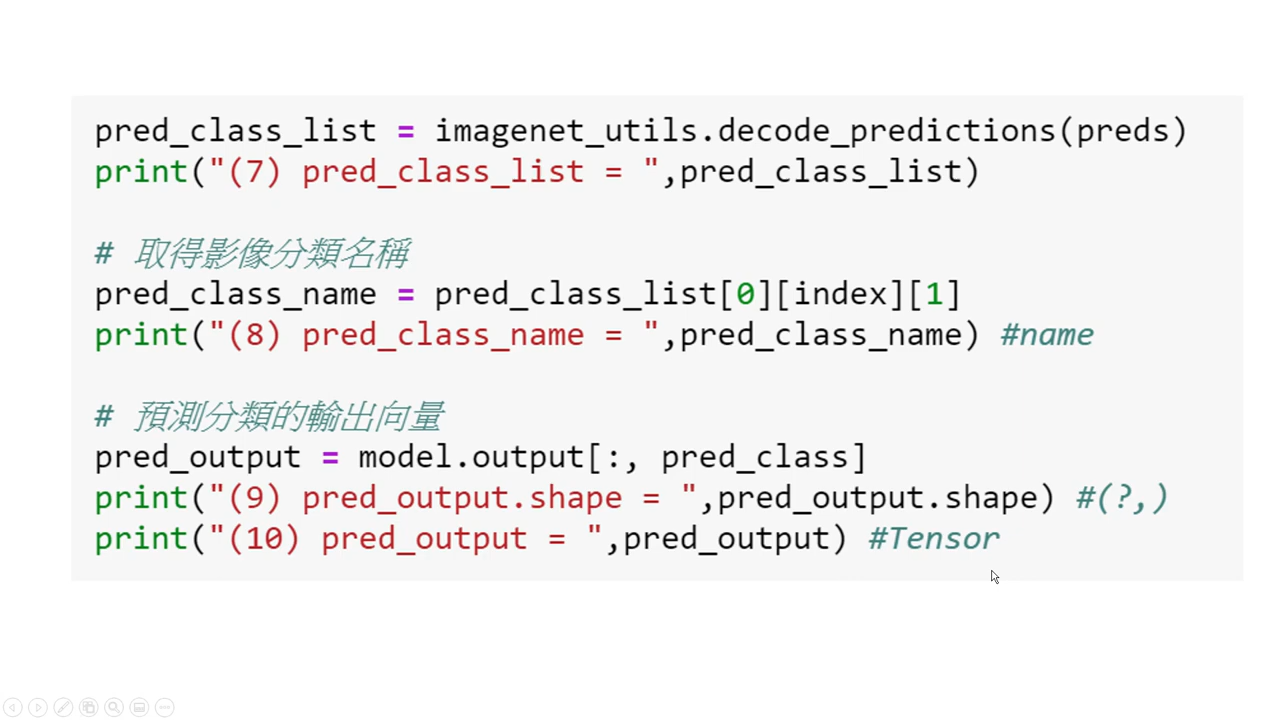 pred_class_list = imagenet_utils.decode_predictions(preds)
print("(7) pred_class_list = ",pred_class_list)
# 取得影像分類名稱
pred_class_name = pred_class_list[0][index][1]
print("(8) pred_class_name = ",pred_class_name) #name
# 預測分類的輸出向量
pred_output = model.output[:, pred_class]
print("(9) pred_output.shape = ",pred_output.shape) #(?,)
print("(10) pred_output = ",pred_output) #Tensor